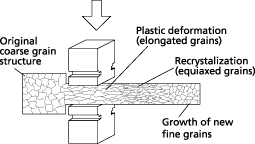 Original
coarse grain
structure
Plastic deformation
(elongated grains)
Recrystalization
(equiaxed grains)
Growth of new
fine grains